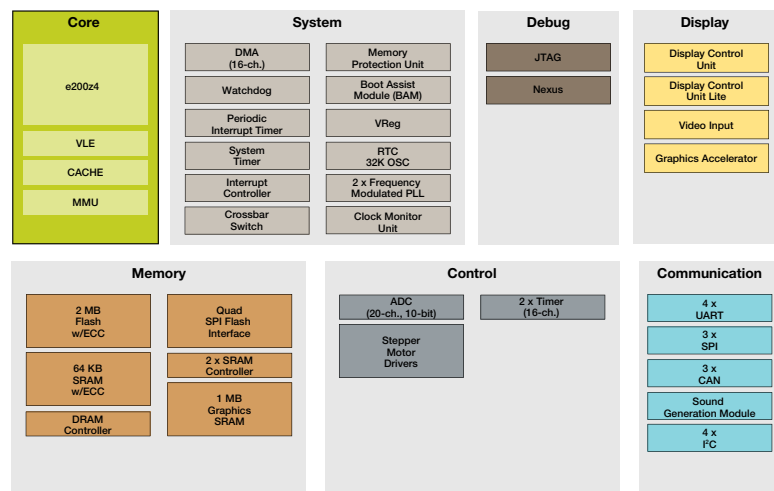 Core
e200z4
VLE
CACHE
MMU
System
DMA
(16-ch.)
Watchdog
Periodic
Interrupt Timer
System
Timer
Interrupt
Controller
Crossbar
Switch
Memory
Protection Unit
Boot Assist
Module (BAM)
VReg
RTC
32K OSC
2 x Frequency
Modulated PLL
Clock Monitor
Unit
Debug
JTAG
Nexus
Display
Display Control
Unit
Display Control
Unit Lite
Video Input
Graphics Accelerator
Memory
2 MB
Flash
w/ECC
64 KB
SRAM
w/ECC
DRAM
Controller
Quad
SPI Flash
Interface
2 x SRAM
Controller
1 MB
Graphics
SRAM
Control
ADC
(20-ch., 10-bit)
Stepper
Motor
Drivers
2 x Timer
(16-ch.)
Communication
4 x
UART
3 x
SPI
3 x
CAN
Sound
Generation Module
4 x
I²C